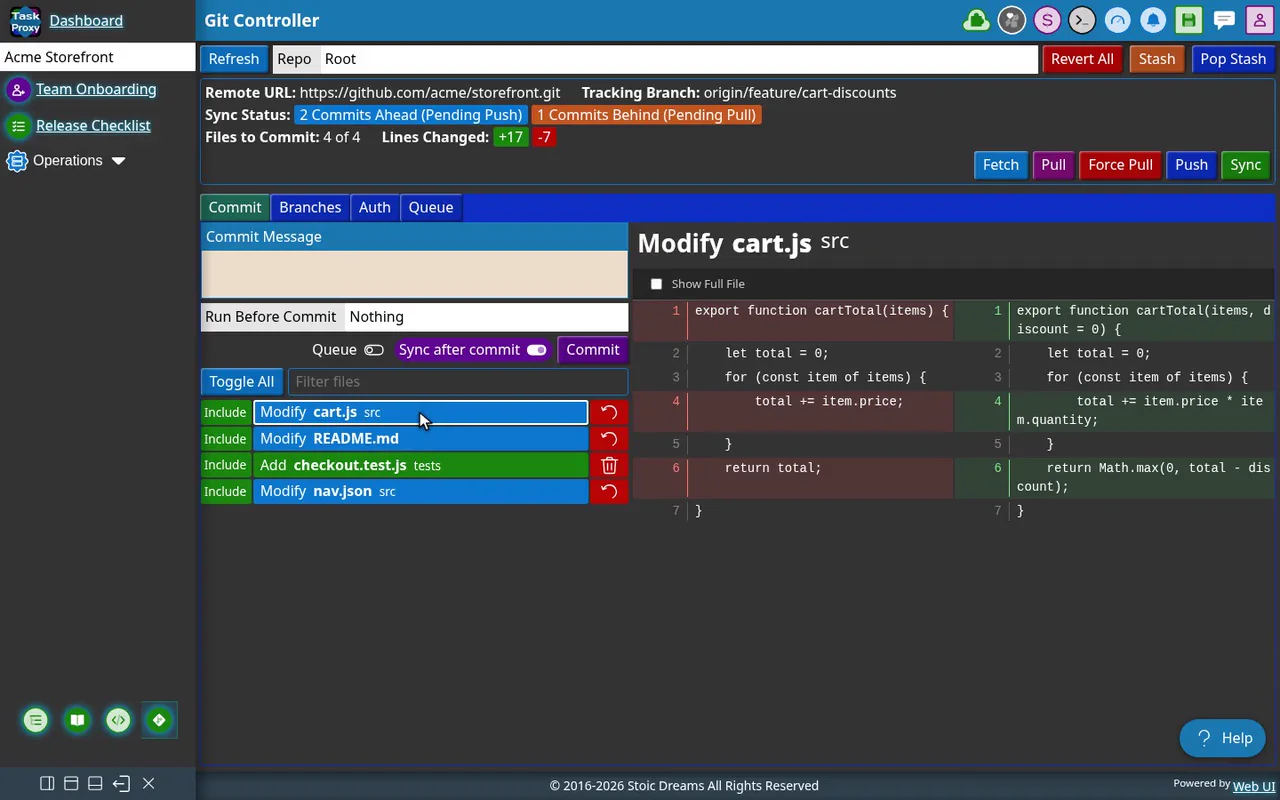 Task Proxy Dashboard
Git Controller
S
Acme Storefront
Team Onboarding
Release Checklist
Operations
Refresh Repo Root Revert All Stash Pop Stash
Remote URL: https://github.com/acme/storefront.git Tracking Branch: origin/feature/cart-discounts
Sync Status: 2 Commits Ahead (Pending Push) 1 Commits Behind (Pending Pull)
Files to Commit: 4 of 4 Lines Changed: +17 -7
Fetch Pull Force Pull Push Sync
Commit Branches Auth Queue
Commit Message
Run Before Commit Nothing
Queue Sync after commit Commit
Toggle All Filter files
Include Modify cart.js src
Include Modify README.md
Include Add checkout.test.js tests
Include Modify nav.json src
Modify cart.js src
Show Full File
1 export function cartTotal(items) {
2 let total = 0;
3 for (const item of items) {
4 total += item.price;
5 }
6 return total;
7 }
1 export function cartTotal(items, d
iscount = 0) {
2 let total = 0;
3 for (const item of items) {
4 total += item.price * ite
m.quantity;
5 }
6 return Math.max(0, total - dis
count);
7 }
? Help
© 2016-2026 Stoic Dreams All Rights Reserved
Powered by Web UI